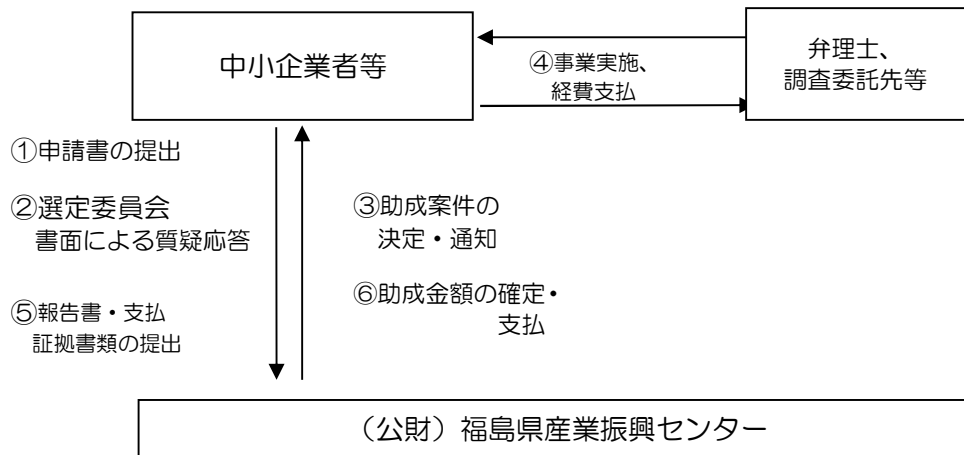 中小企業者等
④事業実施、
経費支払
弁理士、
調査委託先等
①申請書の提出
②選定委員会
書面による質疑応答
③助成案件の
決定・通知
⑤報告書・支払
証拠書類の提出
⑥助成金額の確定・
支払
（公財）福島県産業振興センター